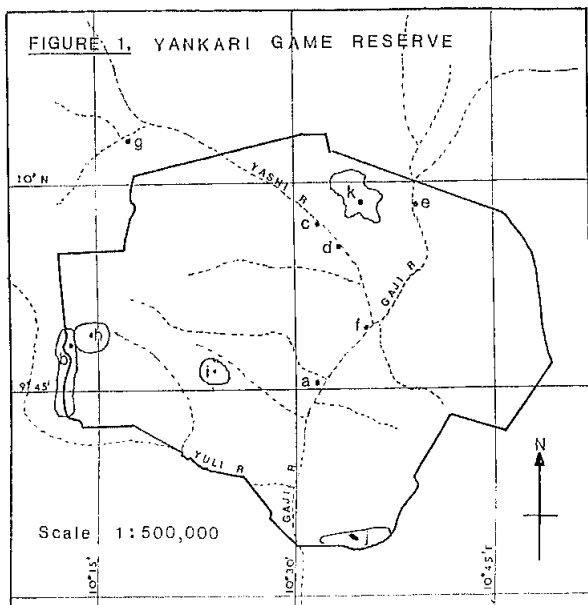 FIGURE 1, YANKARI GAME RESERVE
g
10° N
YASHI R
k
e
c
d
GAJI R
f
h
b
i
a
9°45'
YULI R
GAJI R
N
Scale 1:500,000
j
10°15'
10°30'
10°45'E